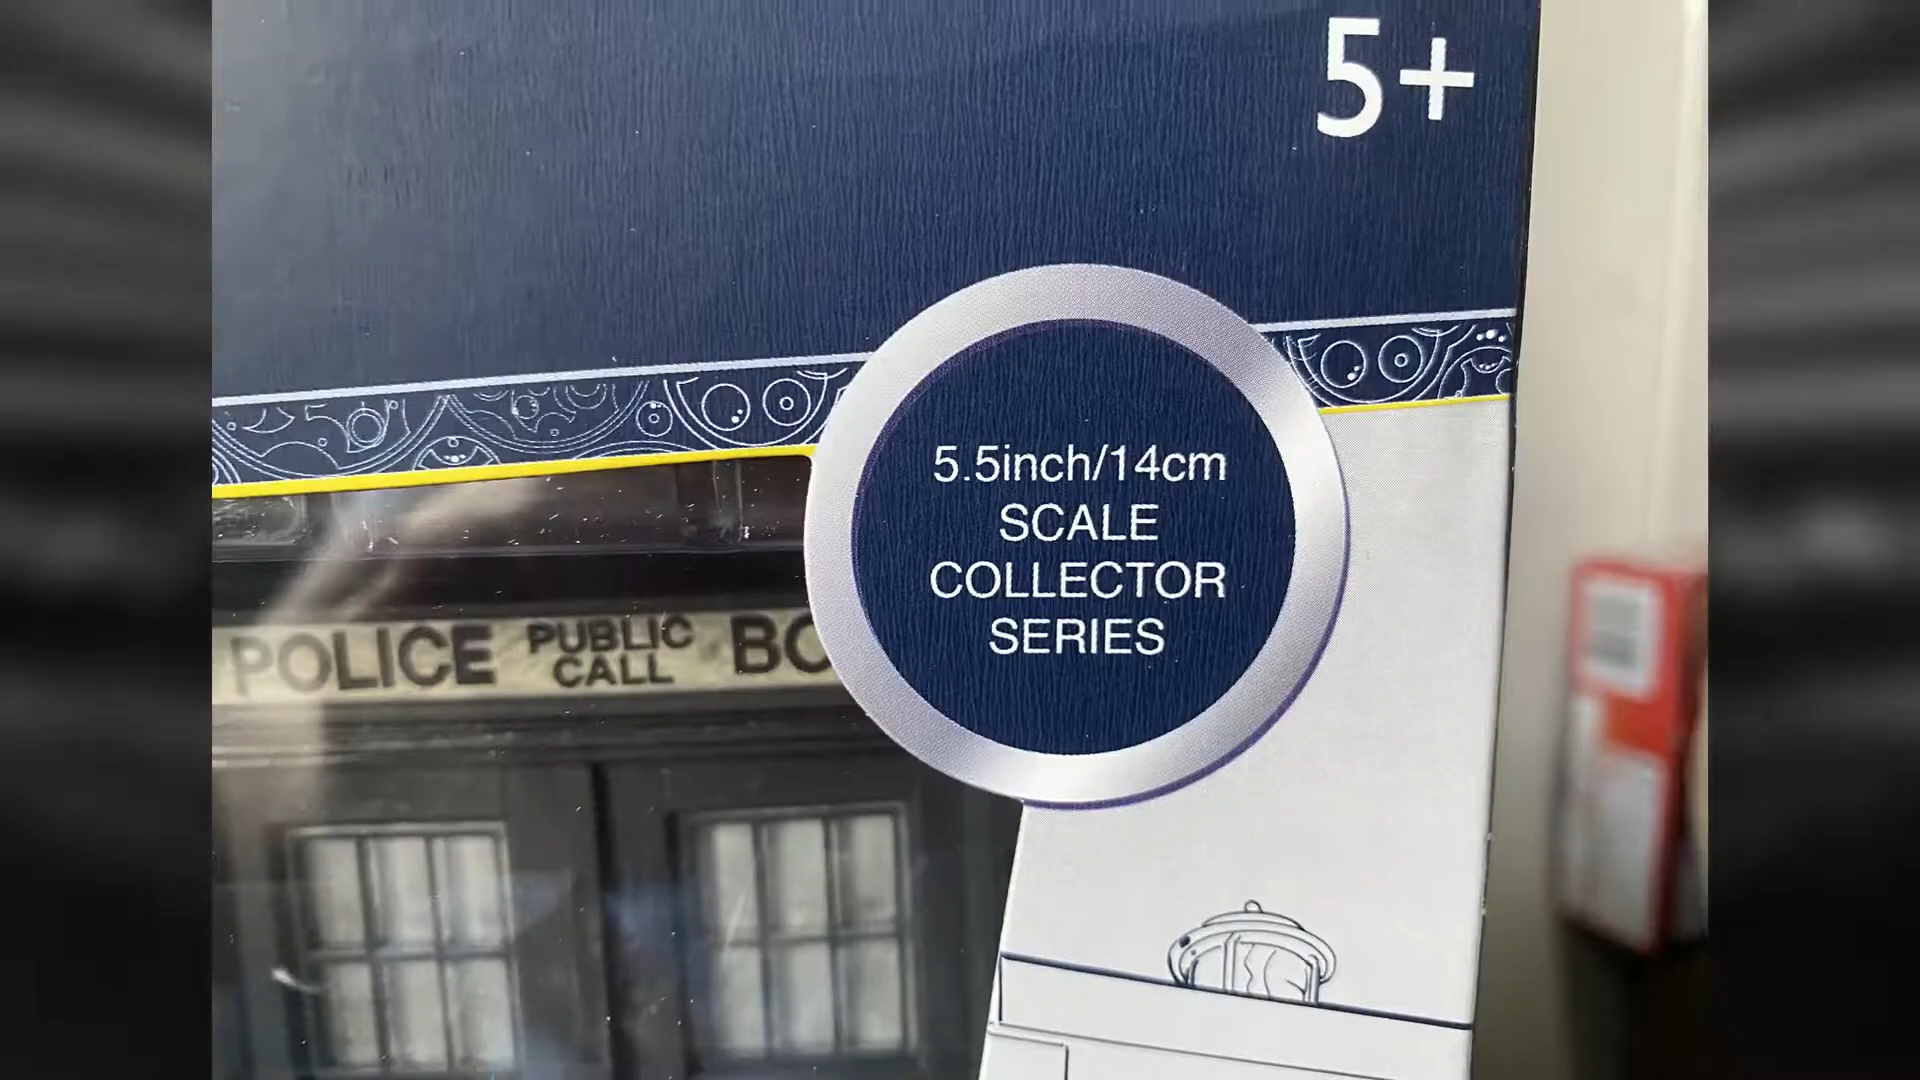 5+
5.5inch/14cm
SCALE
COLLECTOR
SERIES
POLICE PUBLIC CALL